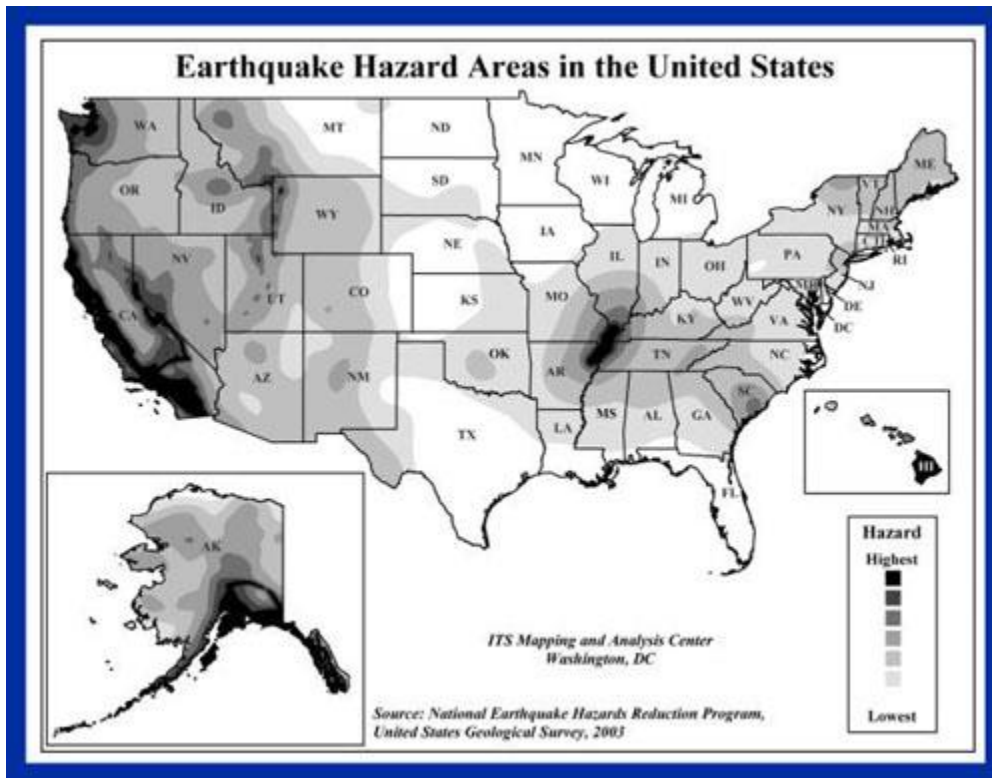 Earthquake Hazard Areas in the United States
WA
MT
ND
MN
ME
OR
ID
WY
SD
WI
MI
VT
NH
NY
MA
CT
RI
NV
UT
CO
NE
IA
IL
IN
OH
PA
NJ
MD
DE
DC
CA
KS
MO
KY
WV
VA
AZ
NM
OK
AR
TN
NC
TX
LA
MS
AL
GA
SC
FL
HI
AK
Hazard
Highest
Lowest
ITS Mapping and Analysis Center
Washington, DC
Source: National Earthquake Hazards Reduction Program,
United States Geological Survey, 2003